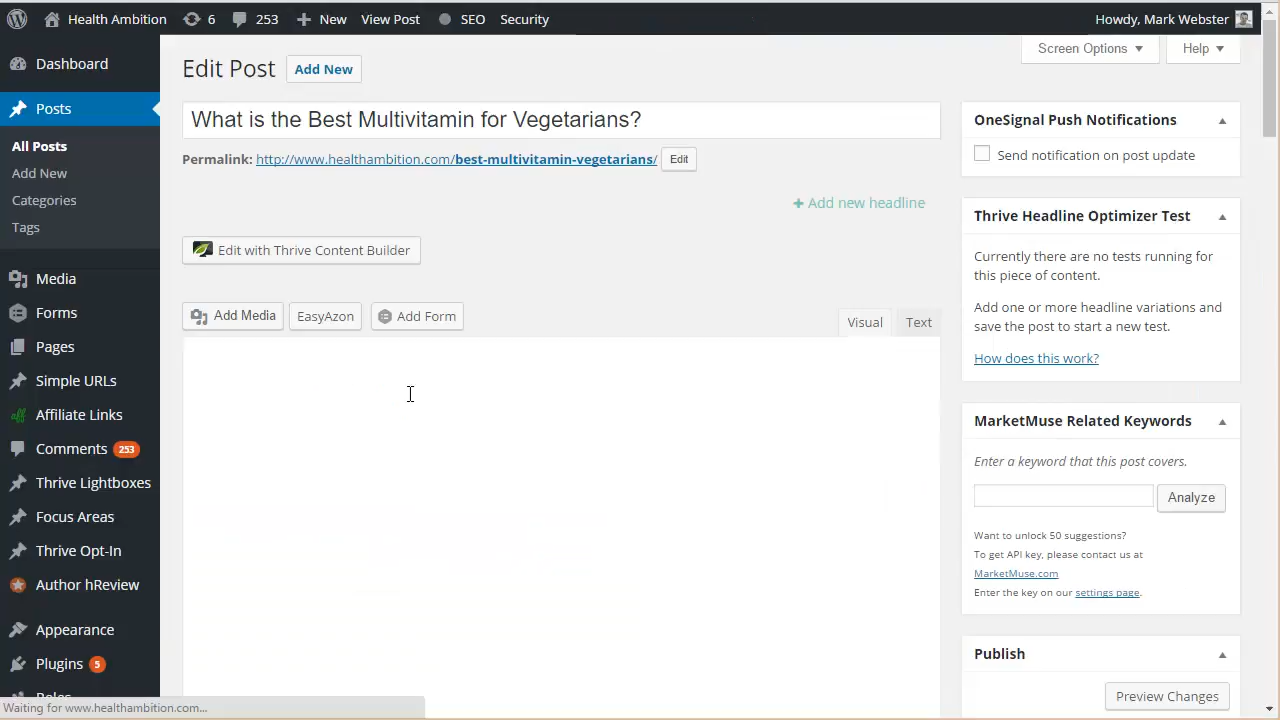 Health Ambition 6 253 New View Post SEO Security Howdy, Mark Webster
Dashboard
Posts
All Posts
Add New
Categories
Tags
Media
Forms
Pages
Simple URLs
Affiliate Links
Comments 253
Thrive Lightboxes
Focus Areas
Thrive Opt-In
Author hReview
Appearance
Plugins 5
Screen Options Help
Edit Post Add New
What is the Best Multivitamin for Vegetarians?
Permalink: http://www.healthambition.com/best-multivitamin-vegetarians/ Edit
+ Add new headline
Edit with Thrive Content Builder
Add Media EasyAzon Add Form Visual Text
OneSignal Push Notifications
Send notification on post update
Thrive Headline Optimizer Test
Currently there are no tests running for
this piece of content.
Add one or more headline variations and
save the post to start a new test.
How does this work?
MarketMuse Related Keywords
Enter a keyword that this post covers.
Analyze
Want to unlock 50 suggestions?
To get API key, please contact us at
MarketMuse.com
Enter the key on our settings page.
Publish
Preview Changes
Waiting for www.healthambition.com...